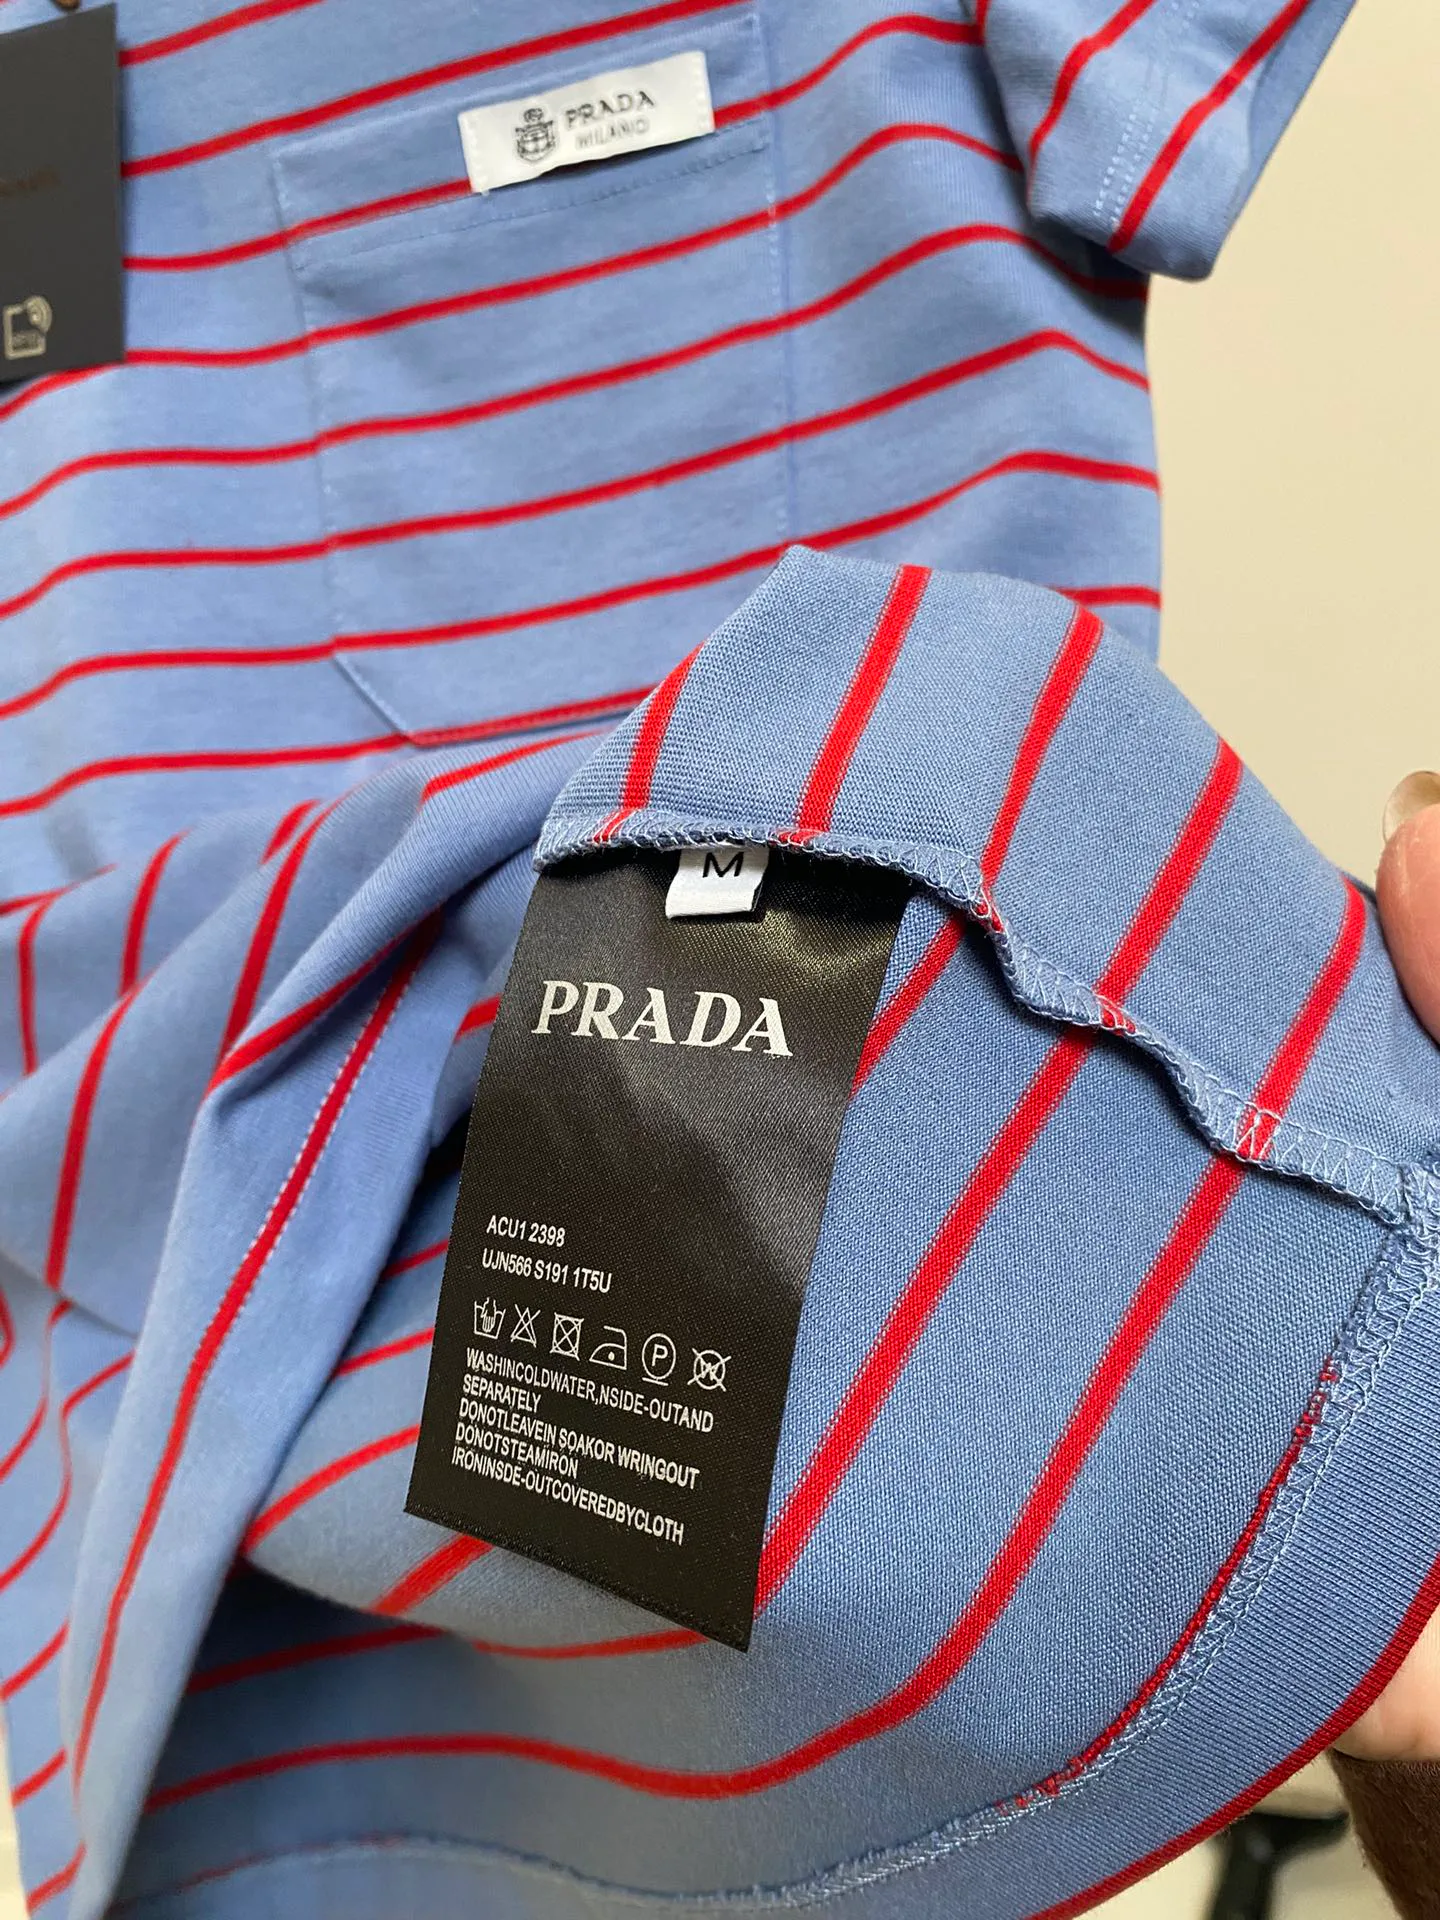 PRADA
MILANO
M
PRADA
ACU1 2398
UJN566 S191 1T5U
P
W
WASHINCOLDWATER,NSIDE-OUTAND
SEPARATELY
DONOTLEAVEIN SOAKOR WRINGOUT
DONOTSTEAMIRON
IRONINSDE-OUTCOVEREDBYCLOTH